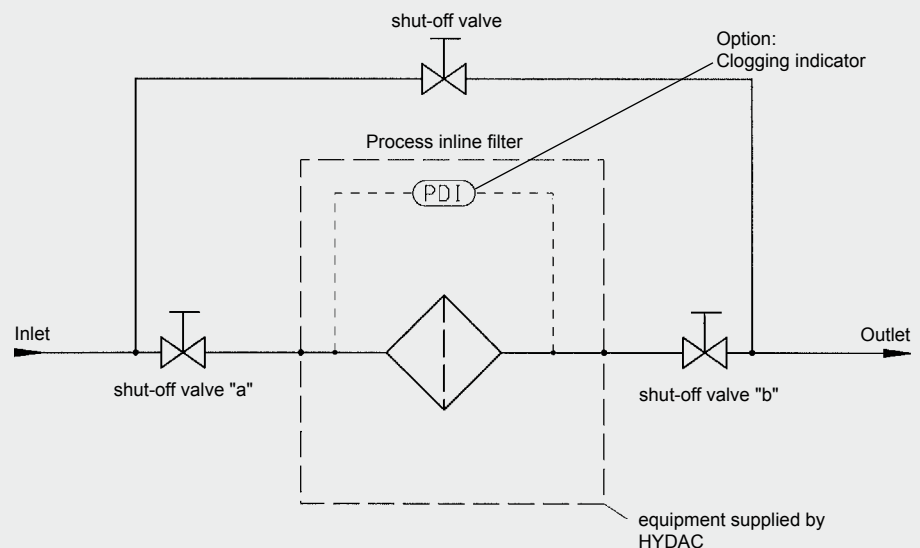 shut-off valve
Option:
Clogging indicator
Process inline filter
PDI
Inlet
Outlet
shut-off valve "a"
shut-off valve "b"
equipment supplied by
HYDAC